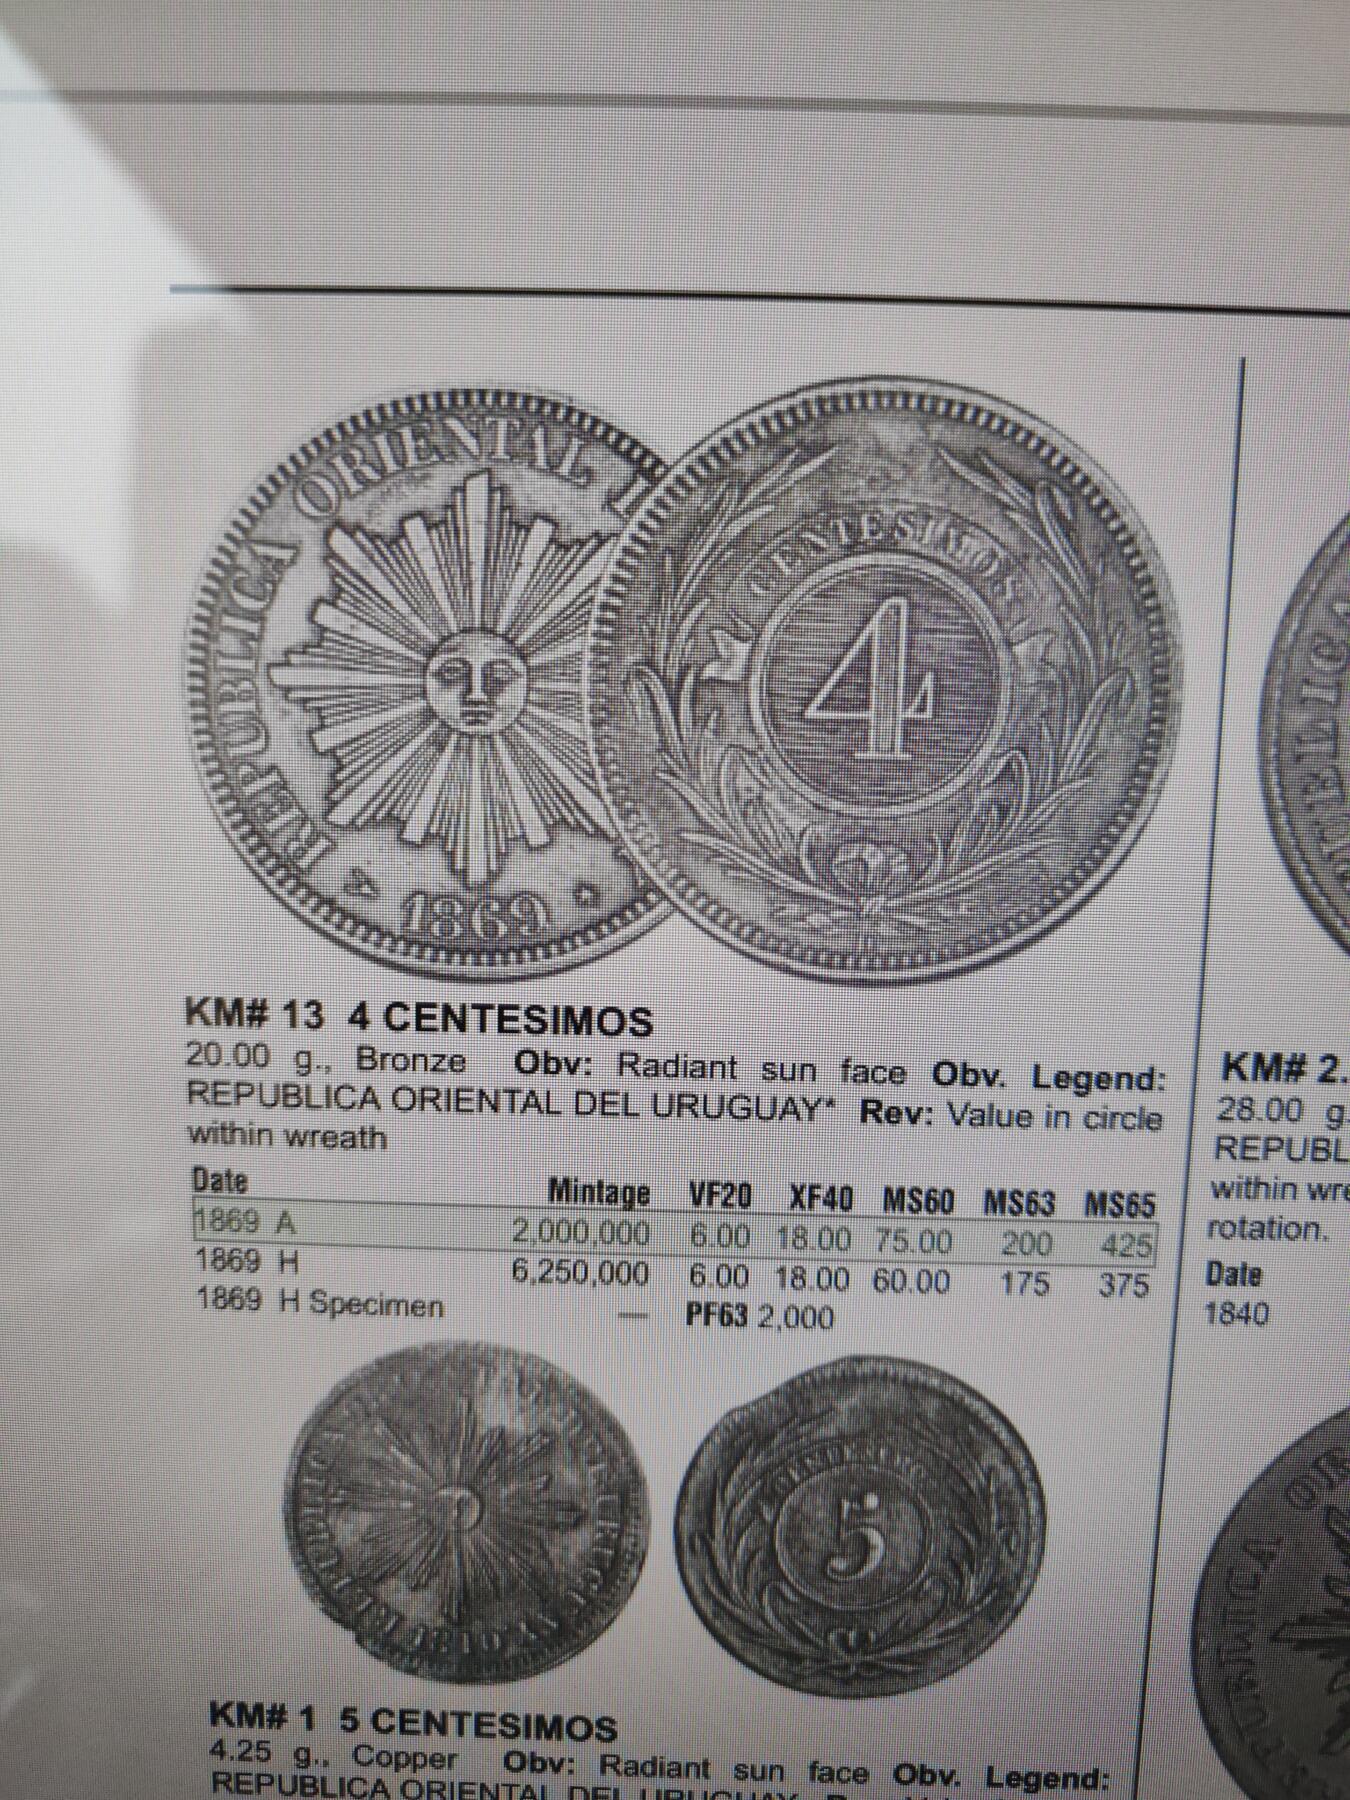 REPUBLICA ORIENTAL
1869
CENTESIMOS
4
KM# 13 4 CENTESIMOS
20.00 g., Bronze Obv: Radiant sun face Obv. Legend:
REPUBLICA ORIENTAL DEL URUGUAY* Rev: Value in circle
within wreath
Date Mintage VF20 XF40 MS60 MS63 MS65
1869 A 2,000,000 6.00 18.00 75.00 200 425
1869 H 6,250,000 6.00 18.00 60.00 175 375
1869 H Specimen — PF63 2,000
5
KM# 1 5 CENTESIMOS
4.25 g., Copper Obv: Radiant sun face Obv. Legend:
REPUBLICA ORIENTAL DEL URUGUAY
KM# 2.
28.00 g.
REPUBL
within wre
rotation.
Date
1840